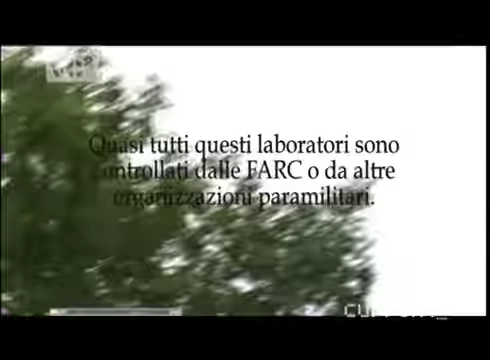 Quasi tutti questi laboratori sono
controllati dalle FARC o da altre
organizzazioni paramilitari.